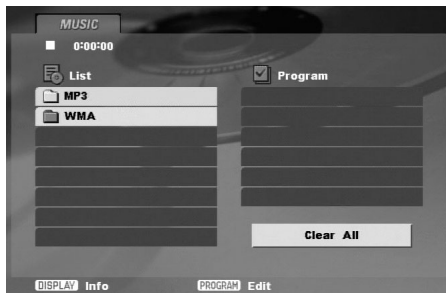 MUSIC
0:00:00
List
Program
MP3
WMA
Clear All
DISPLAY Info
PROGRAM Edit